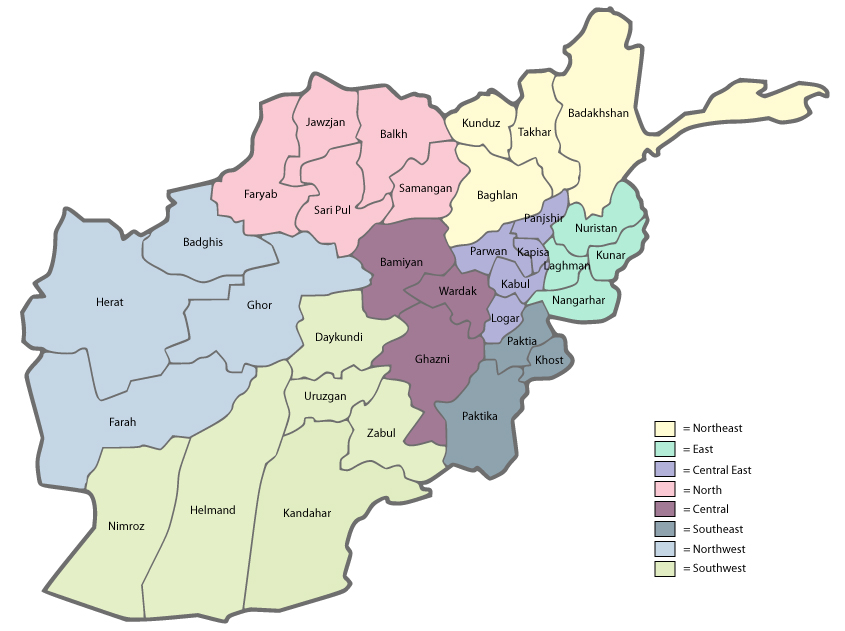 Badakhshan
Kunduz
Takhar
Jawzjan
Balkh
Samangan
Baghlan
Faryab
Sari Pul
Panjshir
Nuristan
Badghis
Parwan
Kapisa
Kunar
Bamiyan
Laghman
Kabul
Wardak
Nangarhar
Herat
Ghor
Logar
Daykundi
Paktia
Ghazni
Khost
Uruzgan
Farah
Paktika
Zabul
Helmand
Kandahar
Nimroz
= Northeast
= East
= Central East
= North
= Central
= Southeast
= Northwest
= Southwest